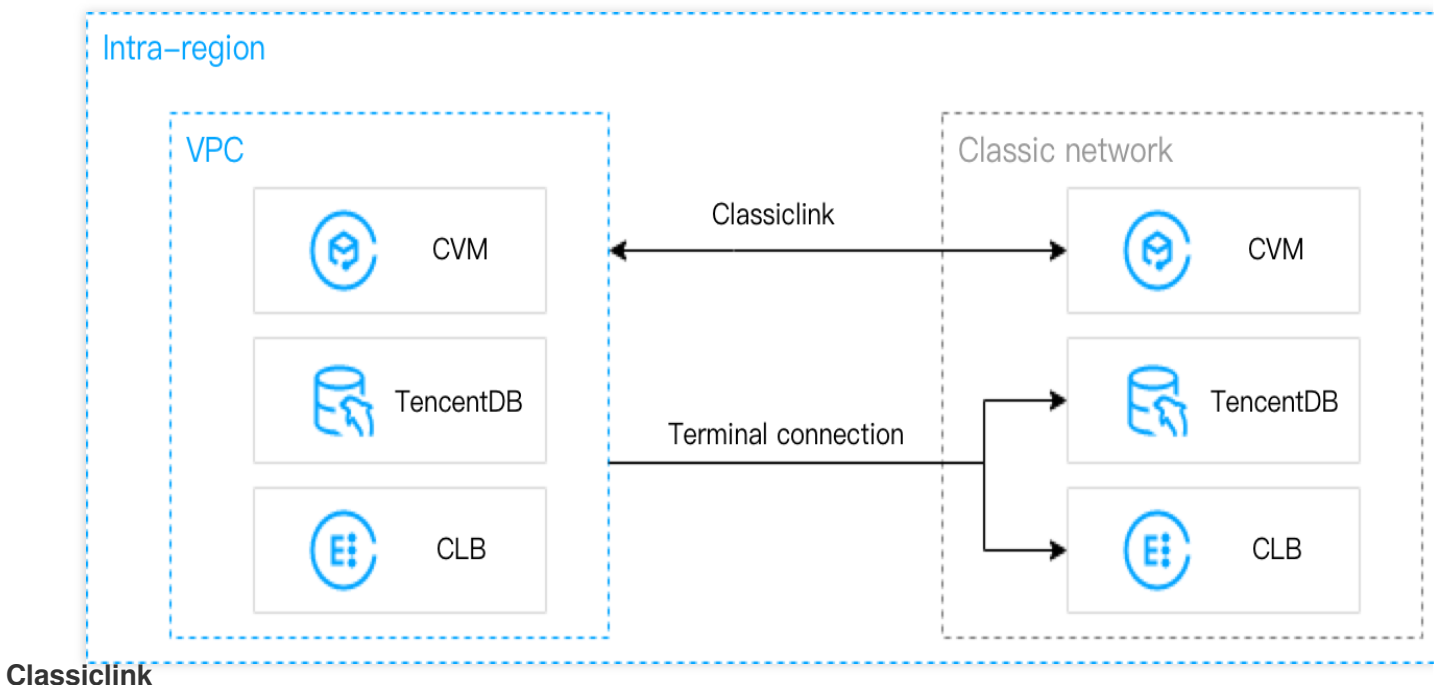 Intra–region
VPC
Classic network
Classiclink
CVM
CVM
TencentDB
TencentDB
Terminal connection
CLB
CLB
Classiclink